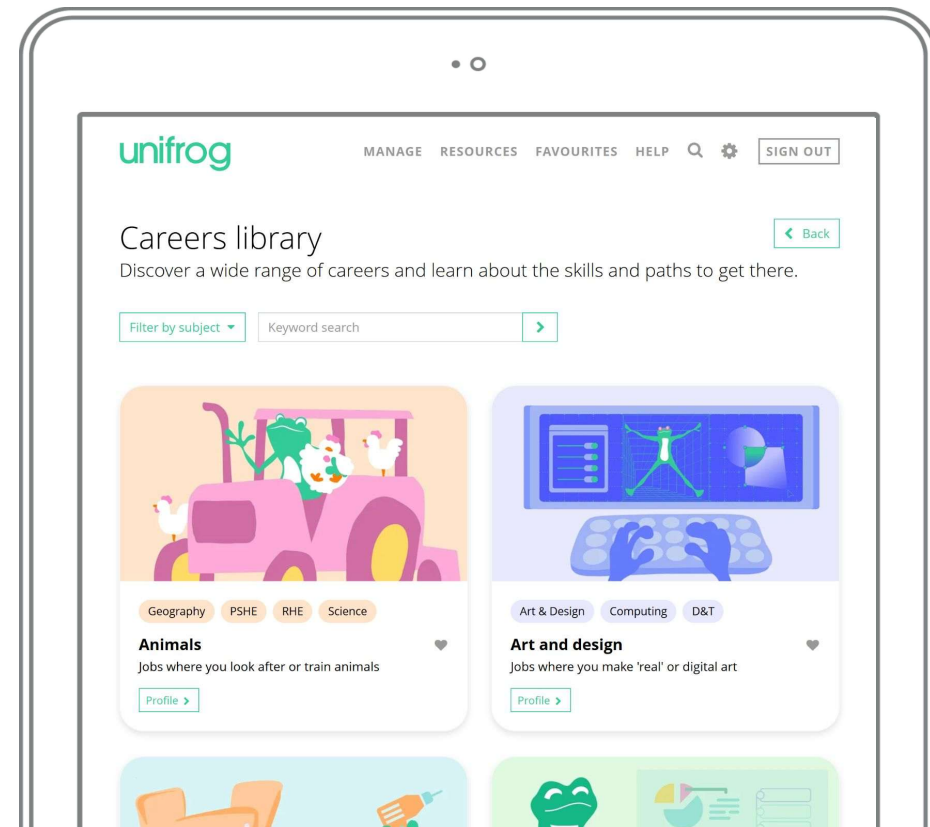 unifrog
MANAGE RESOURCES FAVOURITES HELP SIGN OUT
Careers library
Back
Discover a wide range of careers and learn about the skills and paths to get there.
Filter by subject
Keyword search
Geography PSHE RHE Science
Animals
Jobs where you look after or train animals
Profile
Art & Design Computing D&T
Art and design
Jobs where you make 'real' or digital art
Profile